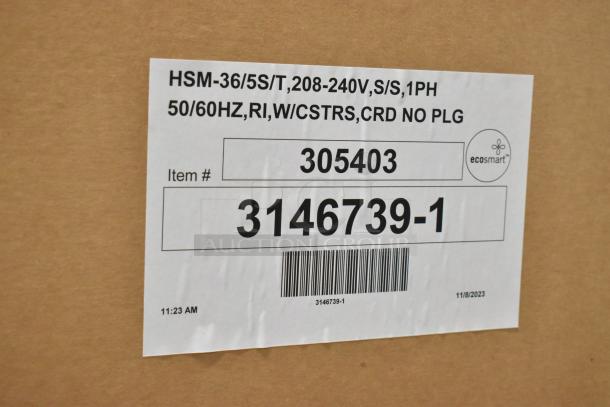 HSM-36/5S/T,208-240V,S/S,1PH
50/60HZ,RI,W/CSTRS,CRD NO PLG
Item # 305403
ecosmart™
3146739-1
AUCTION GROUP
3146739-1
11:23 AM 11/8/2023